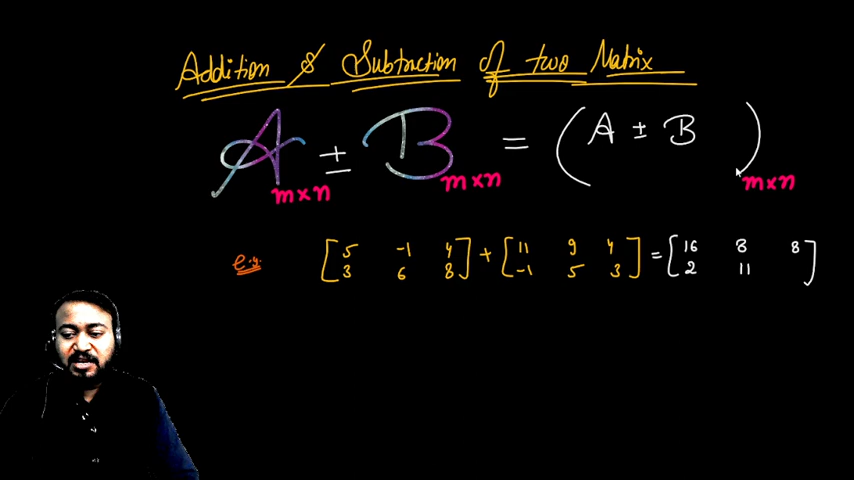 Addition & Subtraction of two Matrix
A m×n ± B m×n = (A ± B) m×n
e.g. [5 -1 4] + [11 9 4] = [16 8 8]
[3 6 8] [-1 5 3] [2 11 ]